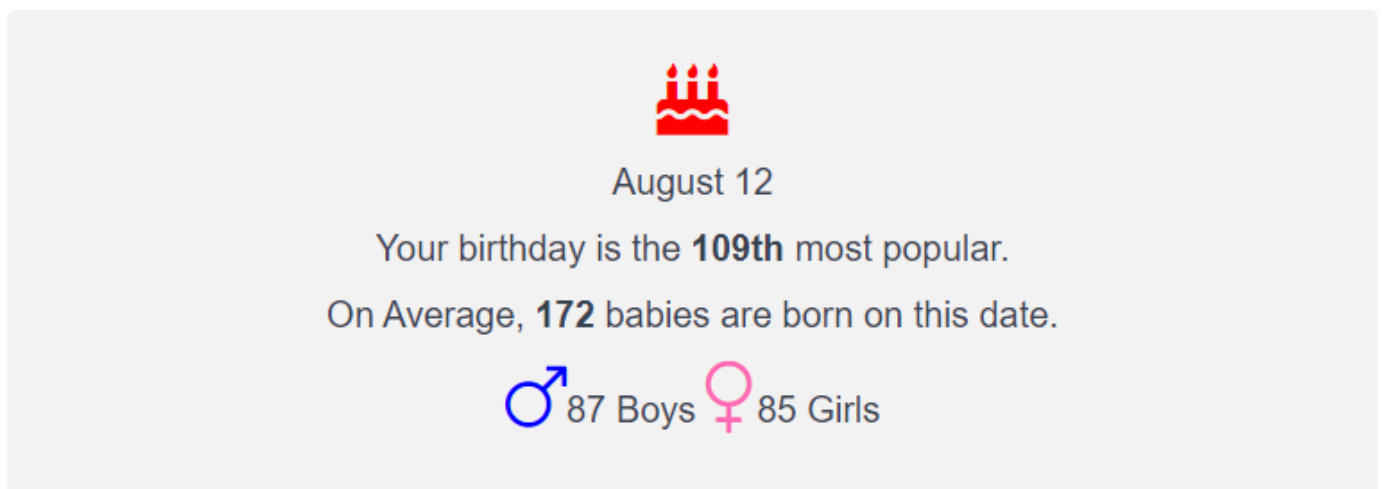 August 12
Your birthday is the 109th most popular.
On Average, 172 babies are born on this date.
87 Boys 85 Girls